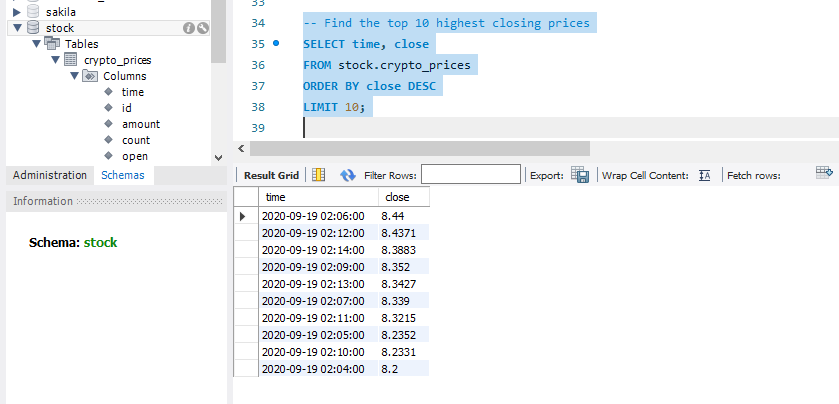 sakila
stock
Tables
crypto_prices
Columns
time
id
amount
count
open
Administration Schemas
Information
Schema: stock
34 -- Find the top 10 highest closing prices
35 SELECT time, close
36 FROM stock.crypto_prices
37 ORDER BY close DESC
38 LIMIT 10;
39
Result Grid Filter Rows: Export: Wrap Cell Content: Fetch rows:
time close
2020-09-19 02:06:00 8.44
2020-09-19 02:12:00 8.4371
2020-09-19 02:14:00 8.3883
2020-09-19 02:09:00 8.352
2020-09-19 02:13:00 8.3427
2020-09-19 02:07:00 8.339
2020-09-19 02:11:00 8.3215
2020-09-19 02:05:00 8.2352
2020-09-19 02:10:00 8.2331
2020-09-19 02:04:00 8.2